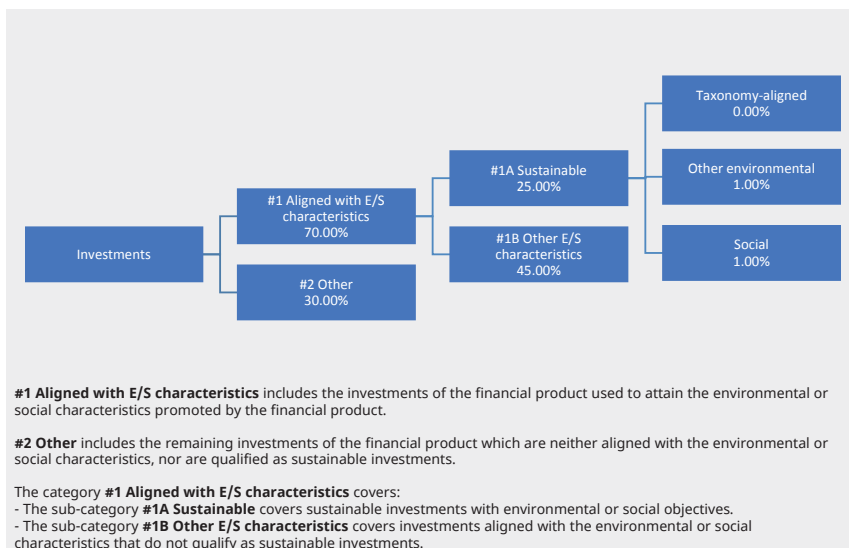 Taxonomy-aligned
0.00%
#1A Sustainable
25.00%
Other environmental
1.00%
#1 Aligned with E/S
characteristics
70.00%
#1B Other E/S
characteristics
45.00%
Social
1.00%
Investments
#2 Other
30.00%
#1 Aligned with E/S characteristics includes the investments of the financial product used to attain the environmental or
social characteristics promoted by the financial product.
#2 Other includes the remaining investments of the financial product which are neither aligned with the environmental or
social characteristics, nor are qualified as sustainable investments.
The category #1 Aligned with E/S characteristics covers:
- The sub-category #1A Sustainable covers sustainable investments with environmental or social objectives.
- The sub-category #1B Other E/S characteristics covers investments aligned with the environmental or social
characteristics that do not qualify as sustainable investments.